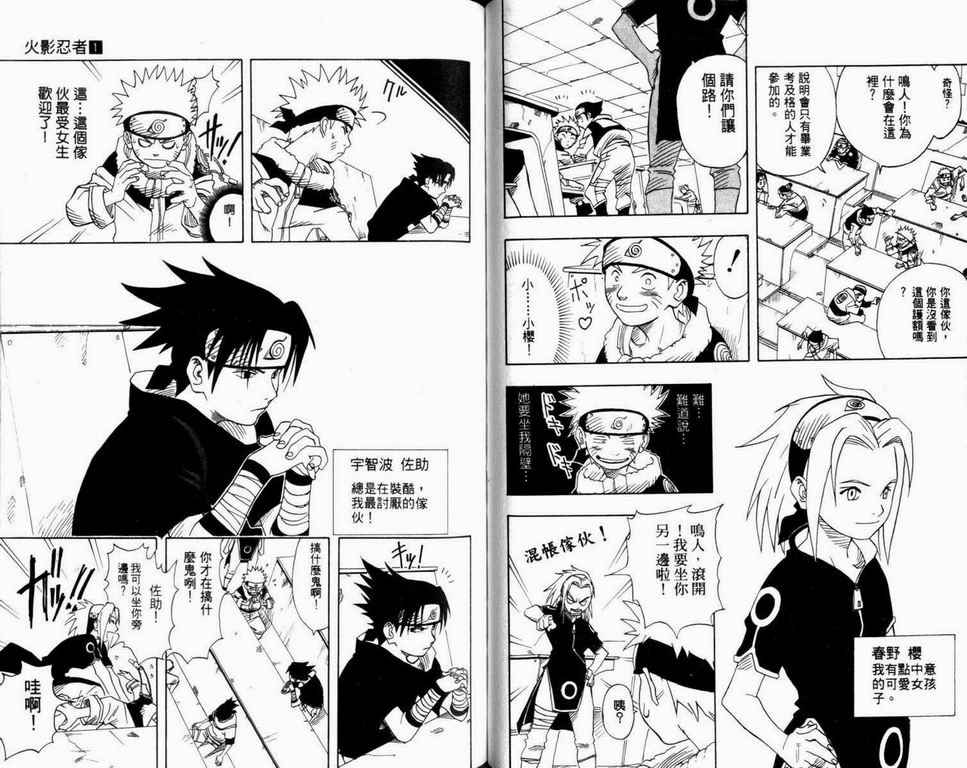 奇怪?
鳴人!你為
什麼會在這
裡?
說明會只有畢業
考及格的人才能
參加的。
你這傢伙,
你是沒看到
這個護額嗎
?
請你們讓
個路!
!
小……小櫻!
ポッ♡
難…
難道說…
她要坐我隔壁…
ドキ
ドキ
春野 櫻
我有點中意
的可愛女孩
子。
鳴人,滾開
!我要坐你
另一邊啦!
混帳傢伙!
咦?
火影忍者1
クルッ
啊!
ザッ!!
這…這個傢
伙最受女生
歡迎了!
宇智波 佐助
總是在裝酷,
我最討厭的傢
伙!
キッ!
搞什麼鬼啊!
你才在搞什
麼鬼咧!
佐助!
我可以坐你旁
邊嗎?
ガッ!!
哇啊!